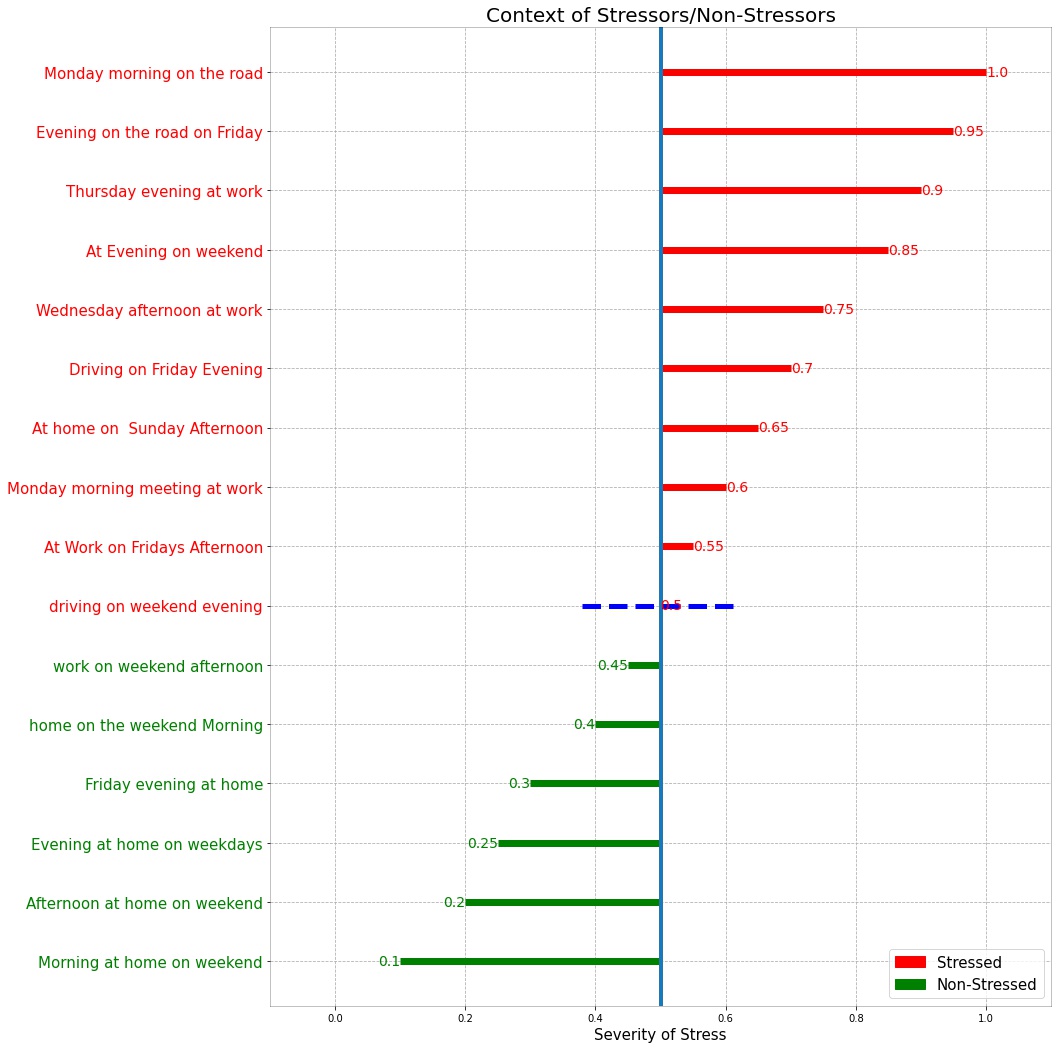 Context of Stressors/Non-Stressors
Monday morning on the road 1.0
Evening on the road on Friday 0.95
Thursday evening at work 0.9
At Evening on weekend 0.85
Wednesday afternoon at work 0.75
Driving on Friday Evening 0.7
At home on  Sunday Afternoon 0.65
Monday morning meeting at work 0.6
At Work on Fridays Afternoon 0.55
driving on weekend evening 0.5
work on weekend afternoon 0.45
home on the weekend Morning 0.4
Friday evening at home 0.3
Evening at home on weekdays 0.25
Afternoon at home on weekend 0.2
Morning at home on weekend 0.1
Stressed
Non-Stressed
0.0 0.2 0.4 0.6 0.8 1.0
Severity of Stress